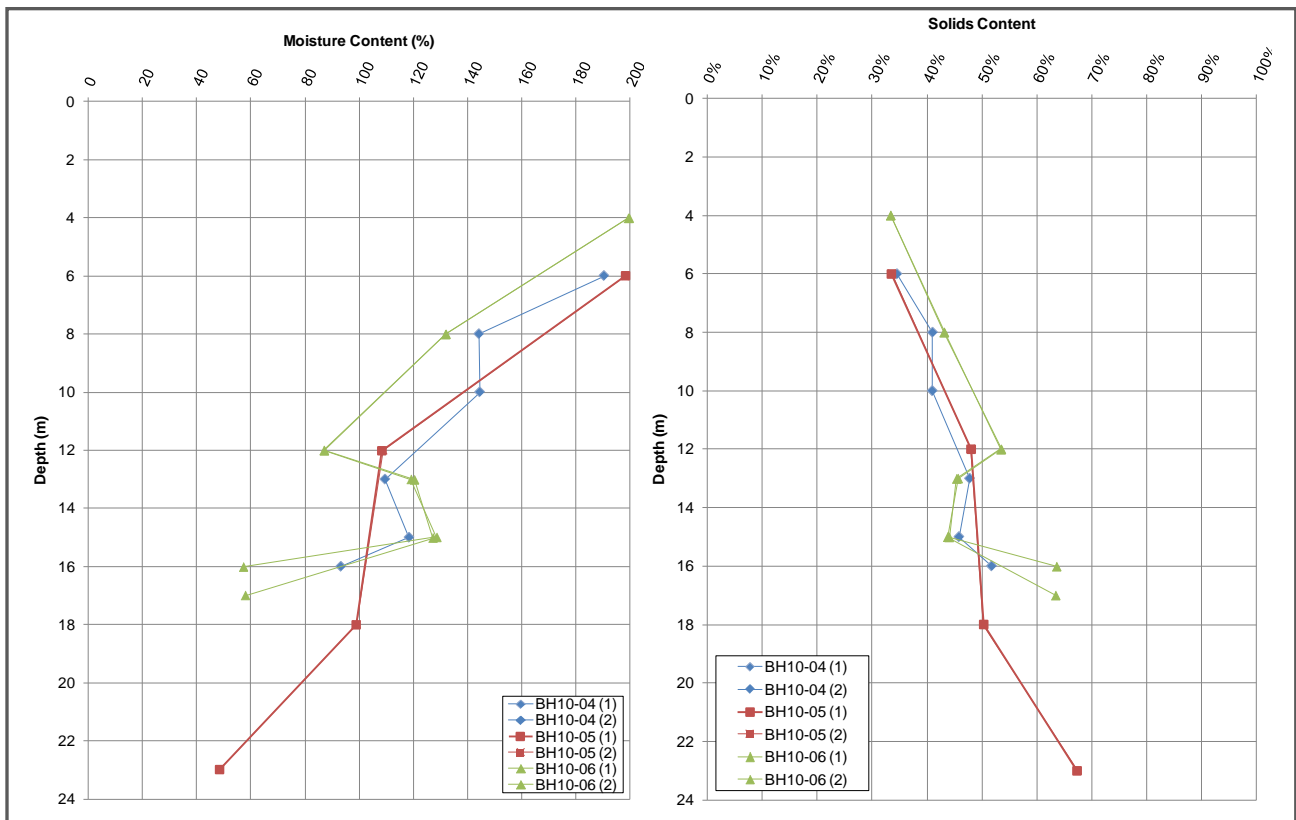 Moisture Content (%)
0 20 40 60 80 100 120 140 160 180 200
0
2
4
6
8
10
12
14
16
18
20
22
24
Depth (m)
BH10-04 (1)
BH10-04 (2)
BH10-05 (1)
BH10-05 (2)
BH10-06 (1)
BH10-06 (2)
Solids Content
0% 10% 20% 30% 40% 50% 60% 70% 80% 90% 100%
0
2
4
6
8
10
12
14
16
18
20
22
24
Depth (m)
BH10-04 (1)
BH10-04 (2)
BH10-05 (1)
BH10-05 (2)
BH10-06 (1)
BH10-06 (2)